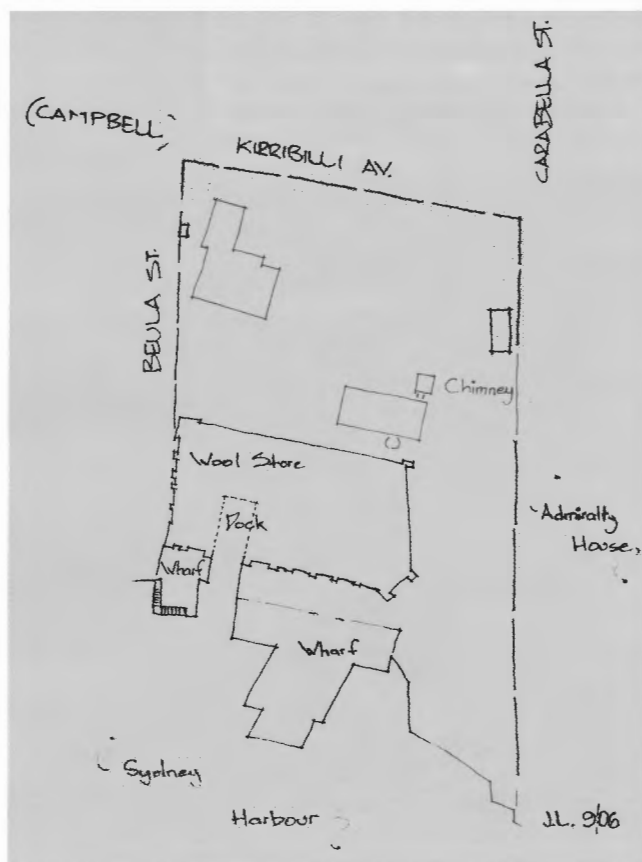 CARABELLA ST.
(CAMPBELL)
KIRRIBILLI AV.
BEULA ST.
Chimney
Wool Store
Dock
Admiralty
House
Wharf
Wharf
Sydney
Harbour
J.L. 9/06